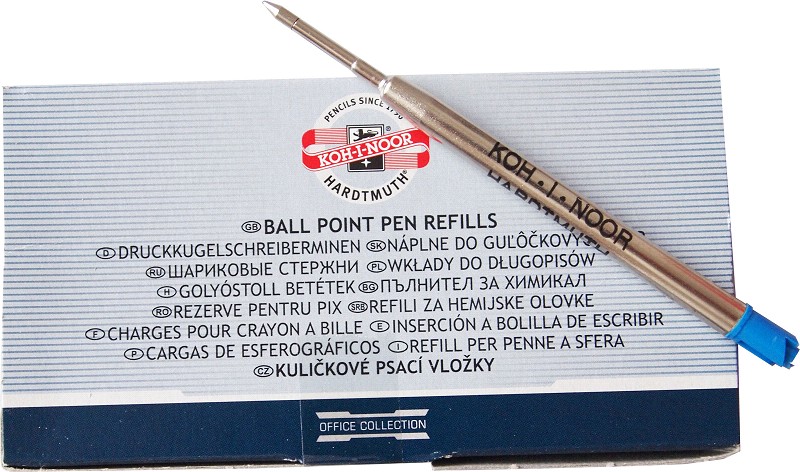 PENCILS SINCE 1790
KOH-I-NOOR
®
HARDTMUTH®
KOH-I-NOOR
GB BALL POINT PEN REFILLS
D DRUCKKUGELSCHREIBERMINEN SK NÁPLNE DO GUĽÔČKOVÝ
RU ШАРИКОВЫЕ СТЕРЖНИ PL WKŁADY DO DŁUGOPISÓW
H GOLYÓSTOLL BETÉTEK BG ПЪЛНИТЕЛ ЗА ХИМИКАЛ
RO REZERVE PENTRU PIX SRB REFILI ZA HEMIJSKE OLOVKE
F CHARGES POUR CRAYON A BILLE E INSERCIÓN A BOLILLA DE ESCRIBIR
P CARGAS DE ESFEROGRÁFICOS I REFILL PER PENNE A SFERA
CZ KULIČKOVÉ PSACÍ VLOŽKY
OFFICE COLLECTION